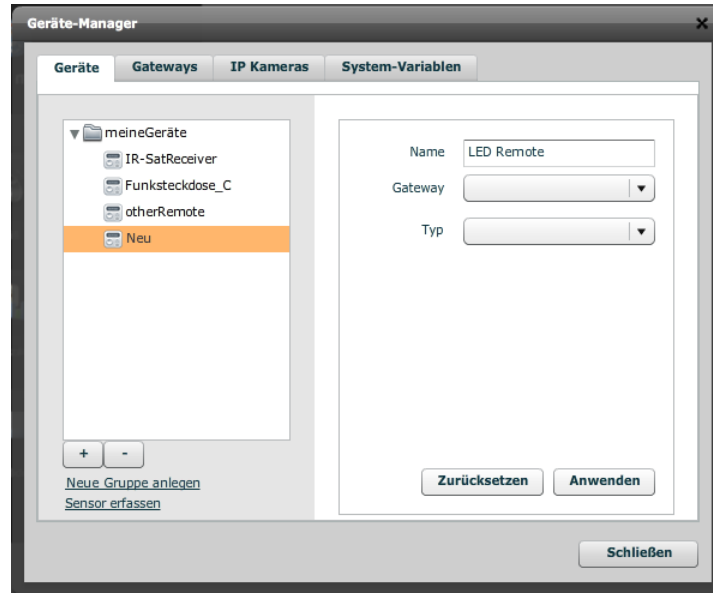 Geräte-Manager
Geräte
Gateways
IP Kameras
System-Variablen
meineGeräte
IR-SatReceiver
Funksteckdose_C
otherRemote
Neu
+
-
Neue Gruppe anlegen
Sensor erfassen
Name
LED Remote
Gateway
Typ
Zurücksetzen
Anwenden
Schließen